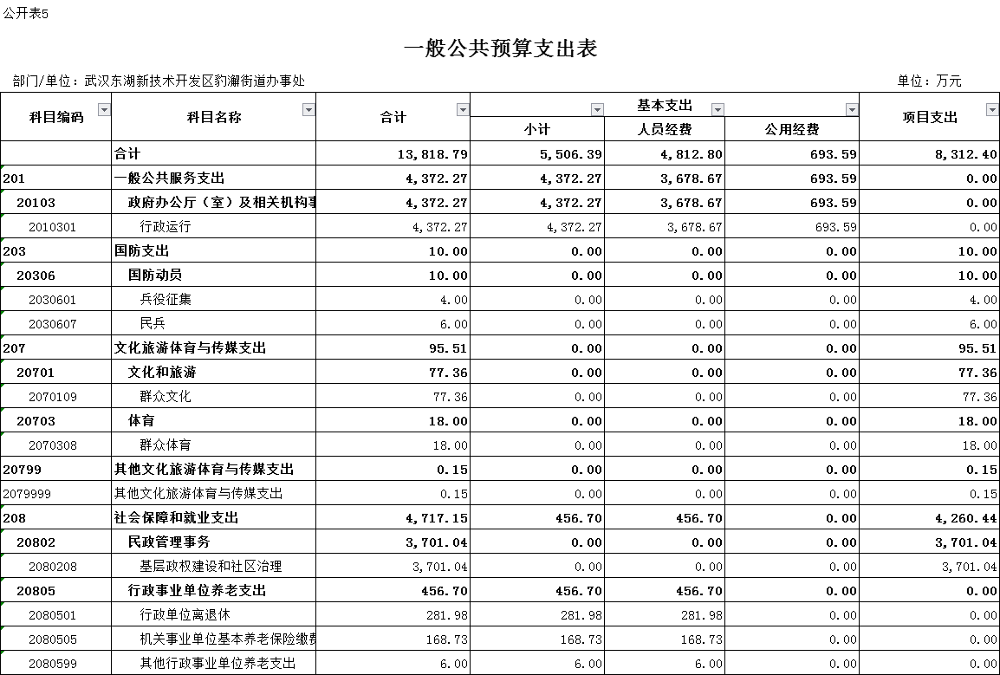 公开表5
一般公共预算支出表
部门/单位：武汉东湖新技术开发区豹澥街道办事处 单位：万元
科目编码 科目名称 合计 基本支出 项目支出
小计 人员经费 公用经费
合计 13,818.79 5,506.39 4,812.80 693.59 8,312.40
201 一般公共服务支出 4,372.27 4,372.27 3,678.67 693.59 0.00
20103 政府办公厅（室）及相关机构事 4,372.27 4,372.27 3,678.67 693.59 0.00
2010301 行政运行 4,372.27 4,372.27 3,678.67 693.59 0.00
203 国防支出 10.00 0.00 0.00 0.00 10.00
20306 国防动员 10.00 0.00 0.00 0.00 10.00
2030601 兵役征集 4.00 0.00 0.00 0.00 4.00
2030607 民兵 6.00 0.00 0.00 0.00 6.00
207 文化旅游体育与传媒支出 95.51 0.00 0.00 0.00 95.51
20701 文化和旅游 77.36 0.00 0.00 0.00 77.36
2070109 群众文化 77.36 0.00 0.00 0.00 77.36
20703 体育 18.00 0.00 0.00 0.00 18.00
2070308 群众体育 18.00 0.00 0.00 0.00 18.00
20799 其他文化旅游体育与传媒支出 0.15 0.00 0.00 0.00 0.15
2079999 其他文化旅游体育与传媒支出 0.15 0.00 0.00 0.00 0.15
208 社会保障和就业支出 4,717.15 456.70 456.70 0.00 4,260.44
20802 民政管理事务 3,701.04 0.00 0.00 0.00 3,701.04
2080208 基层政权建设和社区治理 3,701.04 0.00 0.00 0.00 3,701.04
20805 行政事业单位养老支出 456.70 456.70 456.70 0.00 0.00
2080501 行政单位离退休 281.98 281.98 281.98 0.00 0.00
2080505 机关事业单位基本养老保险缴费 168.73 168.73 168.73 0.00 0.00
2080599 其他行政事业单位养老支出 6.00 6.00 6.00 0.00 0.00